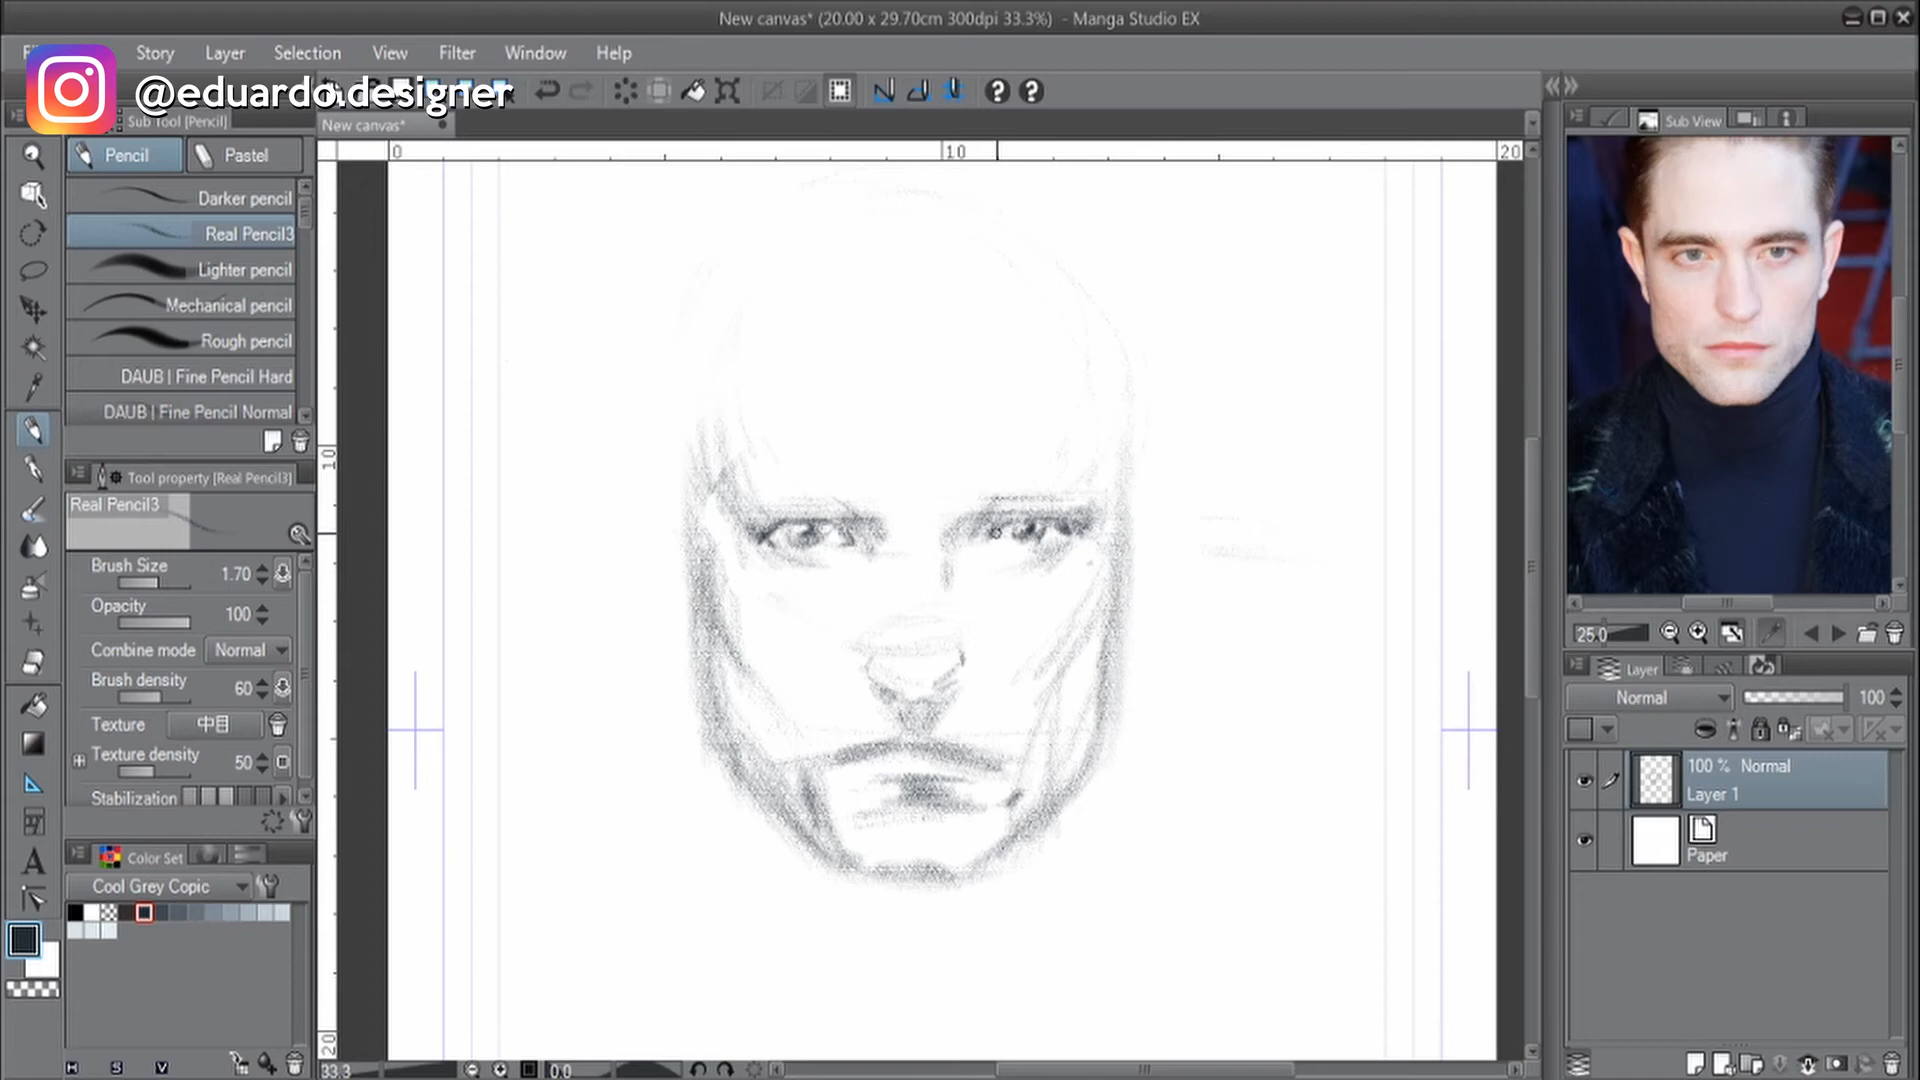 New canvas* (20.00 x 29.70cm 300dpi 33.3%) - Manga Studio EX
Story Layer Selection View Filter Window Help
@eduardo.designer
Sub Tool [Pencil]
New canvas*
Pencil Pastel
0 10 20
Darker pencil
Real Pencil3
Lighter pencil
Mechanical pencil
Rough pencil
DAUB | Fine Pencil Hard
DAUB | Fine Pencil Normal
10
Tool property [Real Pencil3]
Real Pencil3
Brush Size 1.70
Opacity 100
Combine mode Normal
Brush density 60
Texture 中目
Texture density 50
Stabilization
Color Set
Cool Grey Copic
20
H S V
33.3 0.0
Sub View
25.0
Layer
Normal 100
100 % Normal
Layer 1
Paper